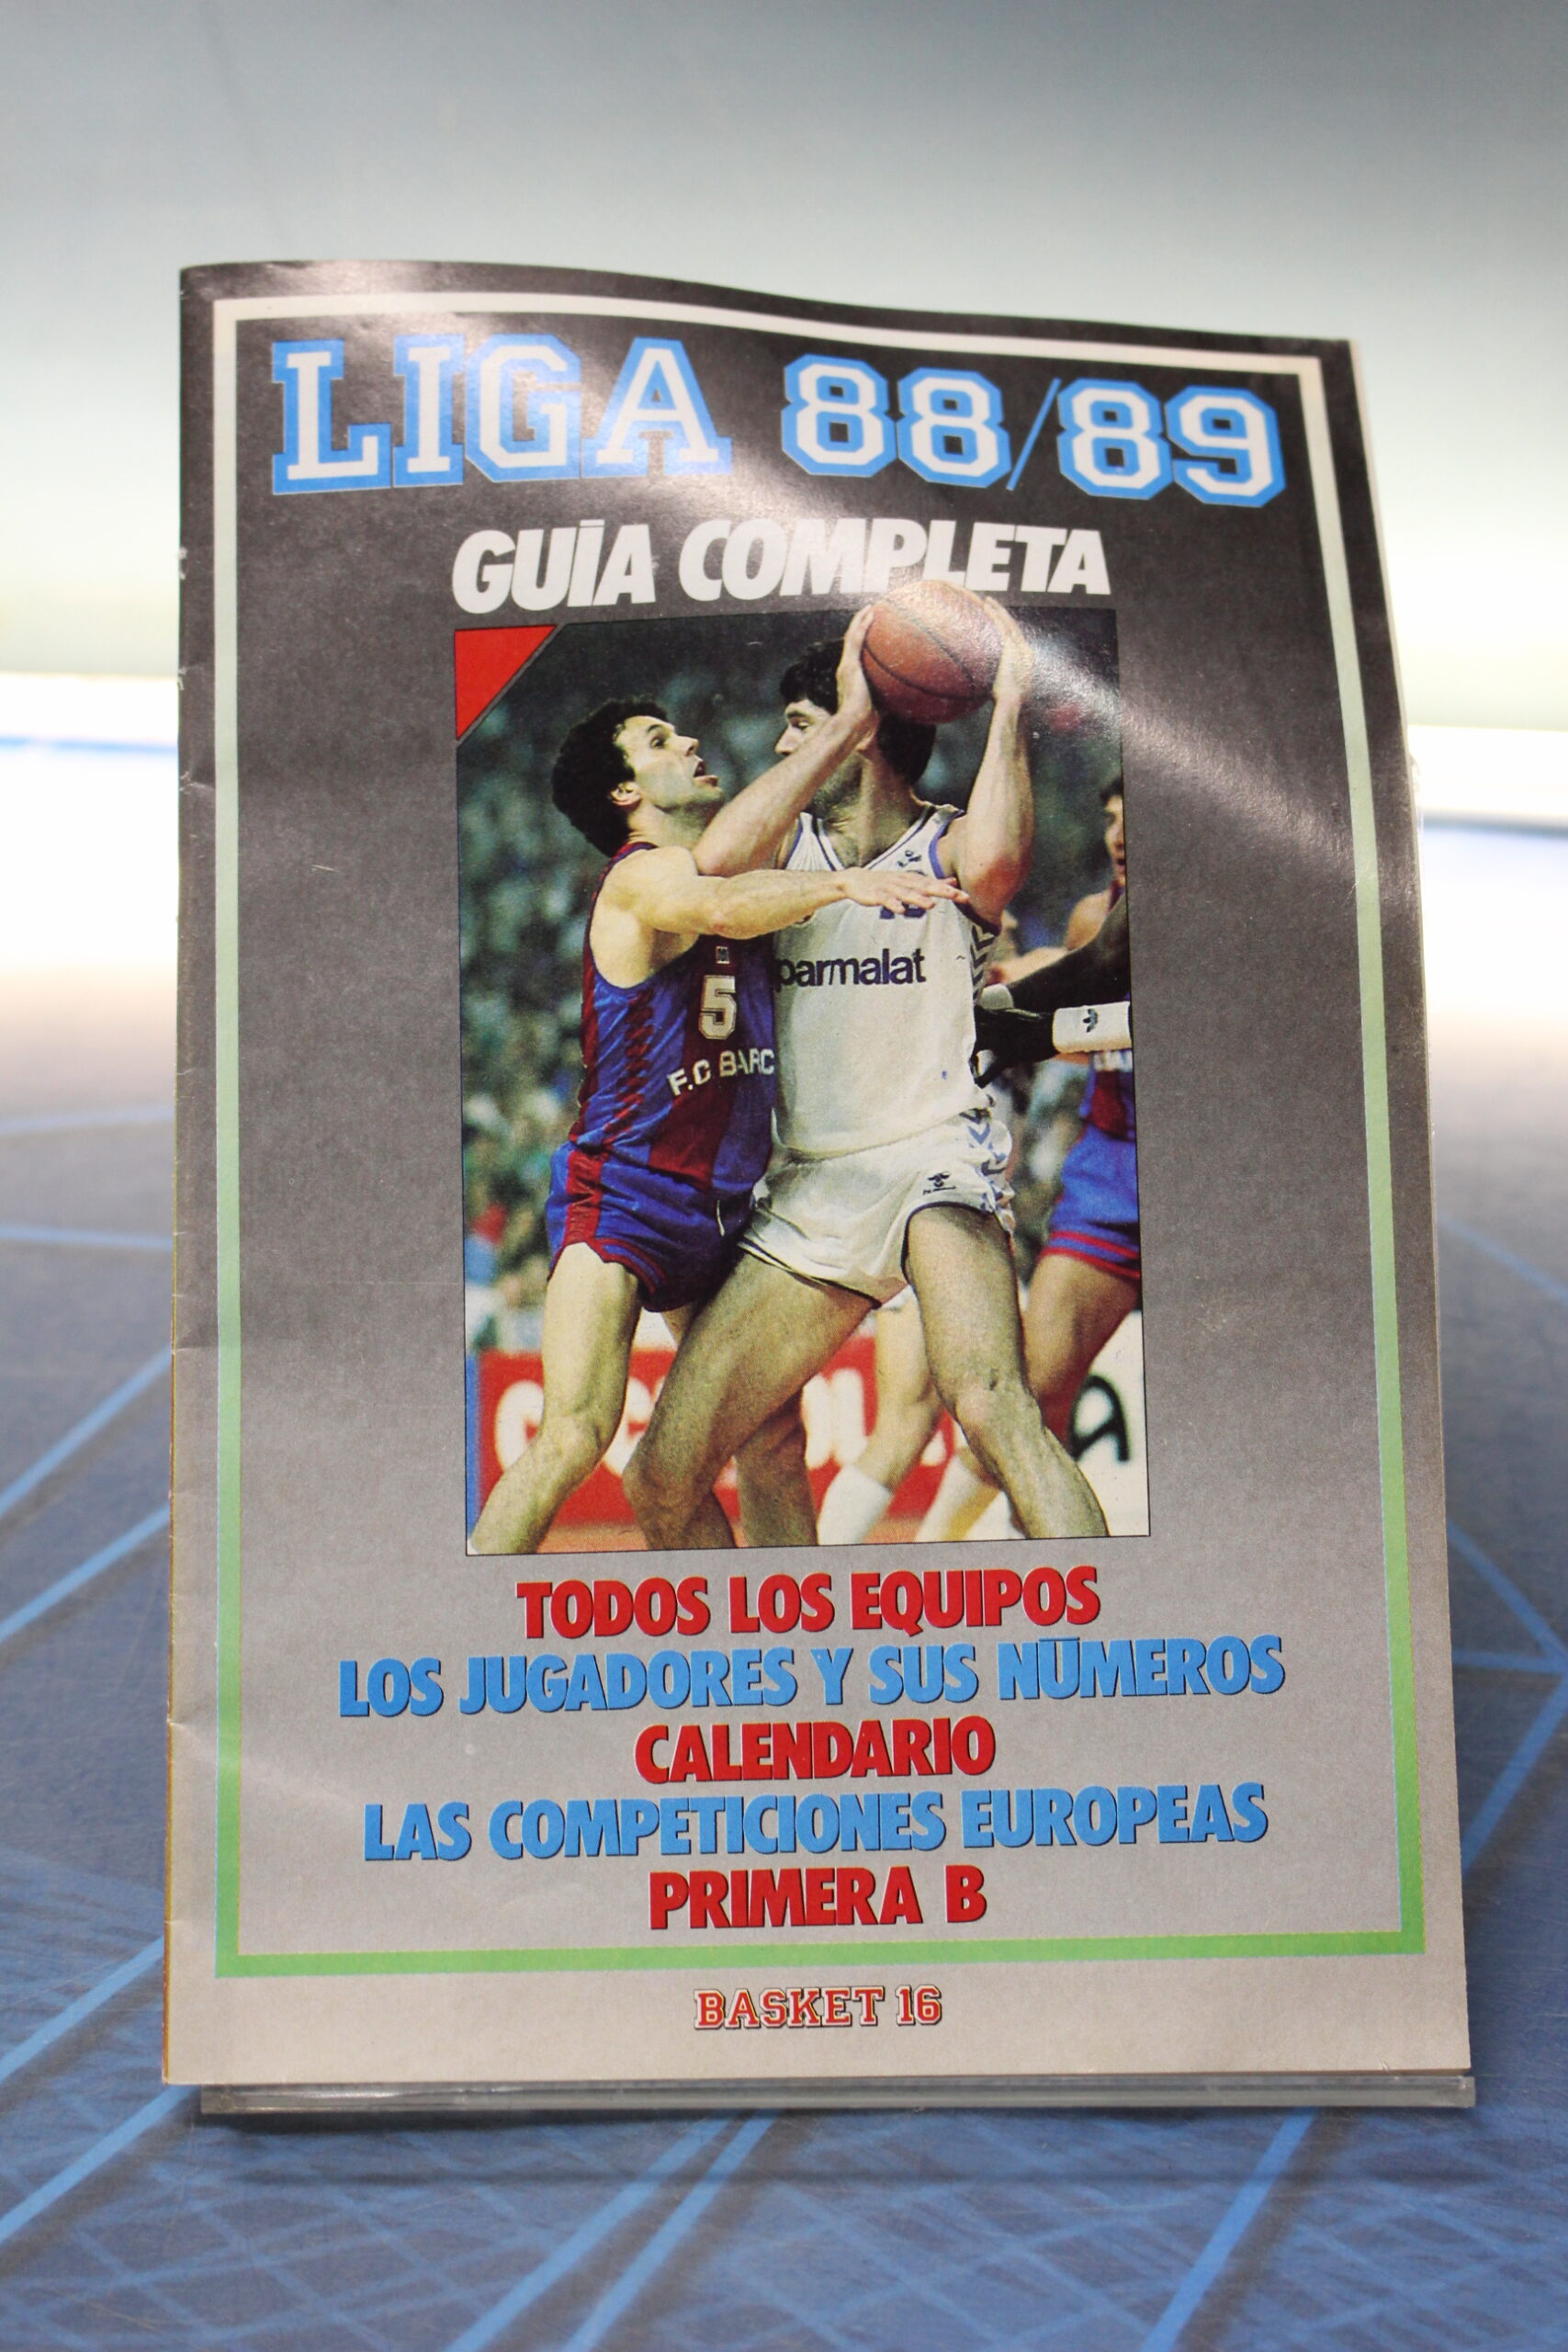 LIGA 88/89
GUÍA COMPLETA
parmalat
5
F.C BARC
TODOS LOS EQUIPOS
LOS JUGADORES Y SUS NÚMEROS
CALENDARIO
LAS COMPETICIONES EUROPEAS
PRIMERA B
BASKET 16